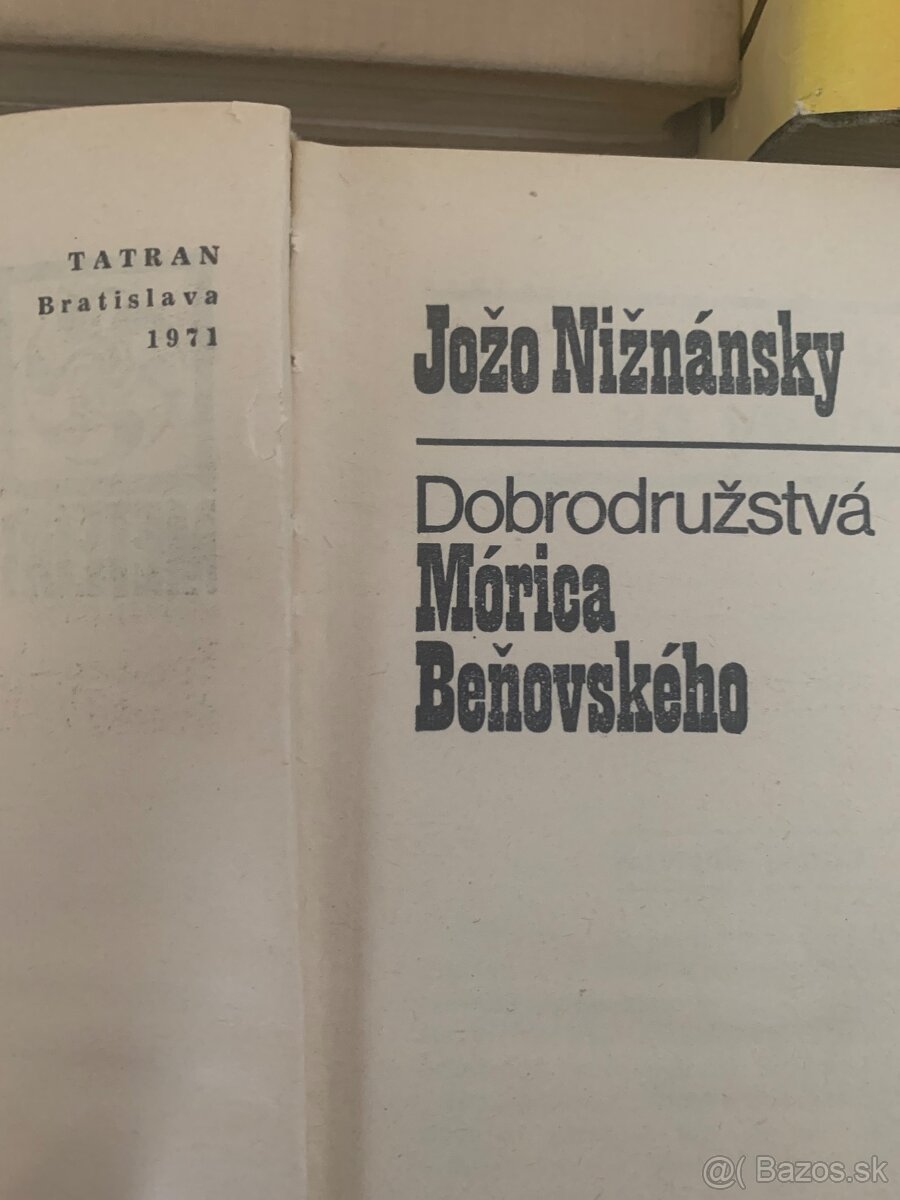 TATRAN
Bratislava
1971
Jožo Nižnánsky
Dobrodružstvá
Mórica
Beňovského
@( Bazos.sk